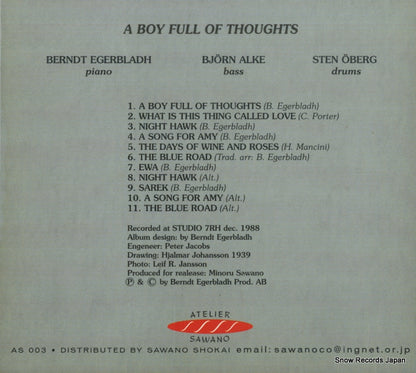 A BOY FULL OF THOUGHTS
BERNDT EGERBLADH BJÖRN ALKE STEN ÖBERG
piano bass drums
1. A BOY FULL OF THOUGHTS (B. Egerbladh)
2. WHAT IS THIS THING CALLED LOVE (C. Porter)
3. NIGHT HAWK (B. Egerbladh)
4. A SONG FOR AMY (B. Egerbladh)
5. THE DAYS OF WINE AND ROSES (H. Mancini)
6. THE BLUE ROAD (Trad. arr: B. Egerbladh)
7. EWA (B. Egerbladh)
8. NIGHT HAWK (Alt.)
9. SAREK (B. Egerbladh)
10. A SONG FOR AMY (Alt.)
11. THE BLUE ROAD (Alt.)
Recorded at STUDIO 7RH dec. 1988
Album design: by Berndt Egerbladh
Engeneer: Peter Jacobs
Drawing: Hjalmar Johansson 1939
Photo: Leif R. Jansson
Produced for realease: Minoru Sawano
Ⓟ & © by Berndt Egerbladh Prod. AB
ATELIER
SAWANO
AS 003 • DISTRIBUTED BY SAWANO SHOKAI email: sawanoco@ingnet.or.jp
Snow Records Japan